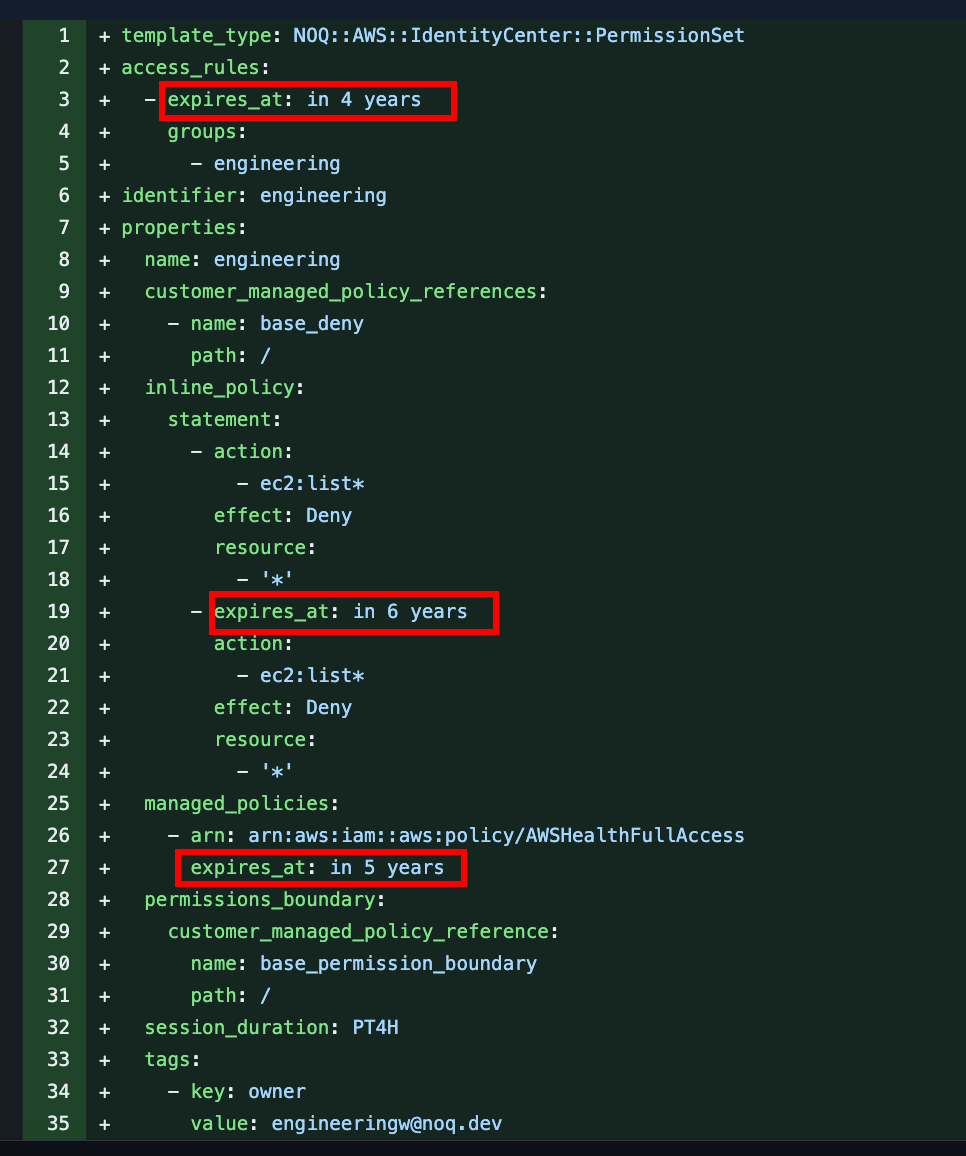 1 + template_type: NOQ::AWS::IdentityCenter::PermissionSet
2 + access_rules:
3 +   - expires_at: in 4 years
4 +     groups:
5 +       - engineering
6 + identifier: engineering
7 + properties:
8 +   name: engineering
9 +   customer_managed_policy_references:
10 +     - name: base_deny
11 +       path: /
12 +   inline_policy:
13 +     statement:
14 +       - action:
15 +           - ec2:list*
16 +         effect: Deny
17 +         resource:
18 +           - '*'
19 +       - expires_at: in 6 years
20 +         action:
21 +           - ec2:list*
22 +         effect: Deny
23 +         resource:
24 +           - '*'
25 +   managed_policies:
26 +     - arn: arn:aws:iam::aws:policy/AWSHealthFullAccess
27 +       expires_at: in 5 years
28 +   permissions_boundary:
29 +     customer_managed_policy_reference:
30 +       name: base_permission_boundary
31 +       path: /
32 +   session_duration: PT4H
33 +   tags:
34 +     - key: owner
35 +       value: engineeringw@noq.dev